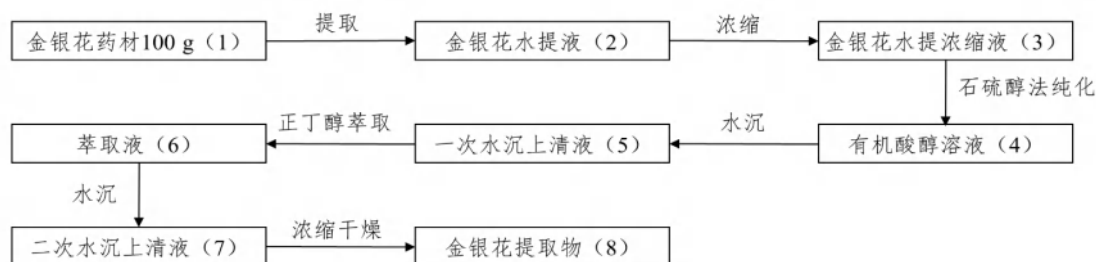 金银花药材100 g（1）
提取
金银花水提液（2）
浓缩
金银花水提浓缩液（3）
石硫醇法纯化
有机酸醇溶液（4）
水沉
一次水沉上清液（5）
正丁醇萃取
萃取液（6）
水沉
二次水沉上清液（7）
浓缩干燥
金银花提取物（8）